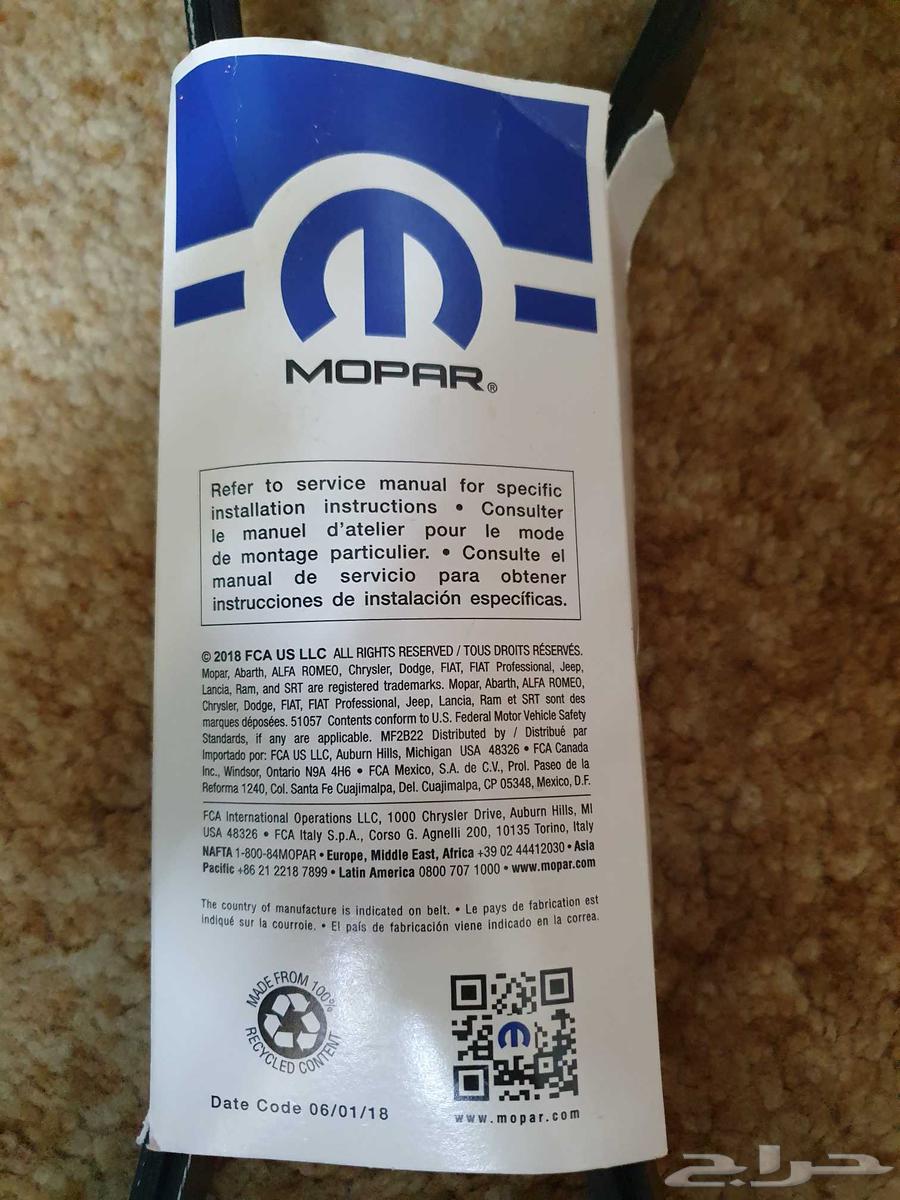 MOPAR®
Refer to service manual for specific
installation instructions • Consulter
le manuel d'atelier pour le mode
de montage particulier. • Consulte el
manual de servicio para obtener
instrucciones de instalación específicas.
© 2018 FCA US LLC ALL RIGHTS RESERVED / TOUS DROITS RÉSERVÉS.
Mopar, Abarth, ALFA ROMEO, Chrysler, Dodge, FIAT, FIAT Professional, Jeep,
Lancia, Ram, and SRT are registered trademarks. Mopar, Abarth, ALFA ROMEO,
Chrysler, Dodge, FIAT, FIAT Professional, Jeep, Lancia, Ram et SRT sont des
marques déposées. 51057 Contents conform to U.S. Federal Motor Vehicle Safety
Standards, if any are applicable. MF2B22 Distributed by / Distribué par
Importado por: FCA US LLC, Auburn Hills, Michigan USA 48326 • FCA Canada
Inc., Windsor, Ontario N9A 4H6 • FCA Mexico, S.A. de C.V., Prol. Paseo de la
Reforma 1240, Col. Santa Fe Cuajimalpa, Del. Cuajimalpa, CP 05348, Mexico, D.F.
FCA International Operations LLC, 1000 Chrysler Drive, Auburn Hills, MI
USA 48326 • FCA Italy S.p.A., Corso G. Agnelli 200, 10135 Torino, Italy
NAFTA 1-800-84MOPAR • Europe, Middle East, Africa +39 02 44412030 • Asia
Pacific +86 21 2218 7899 • Latin America 0800 707 1000 • www.mopar.com
The country of manufacture is indicated on belt. • Le pays de fabrication est
indiqué sur la courroie. • El país de fabricación viene indicado en la correa.
MADE FROM 100%
RECYCLED CONTENT
Date Code 06/01/18
www.mopar.com
حراج